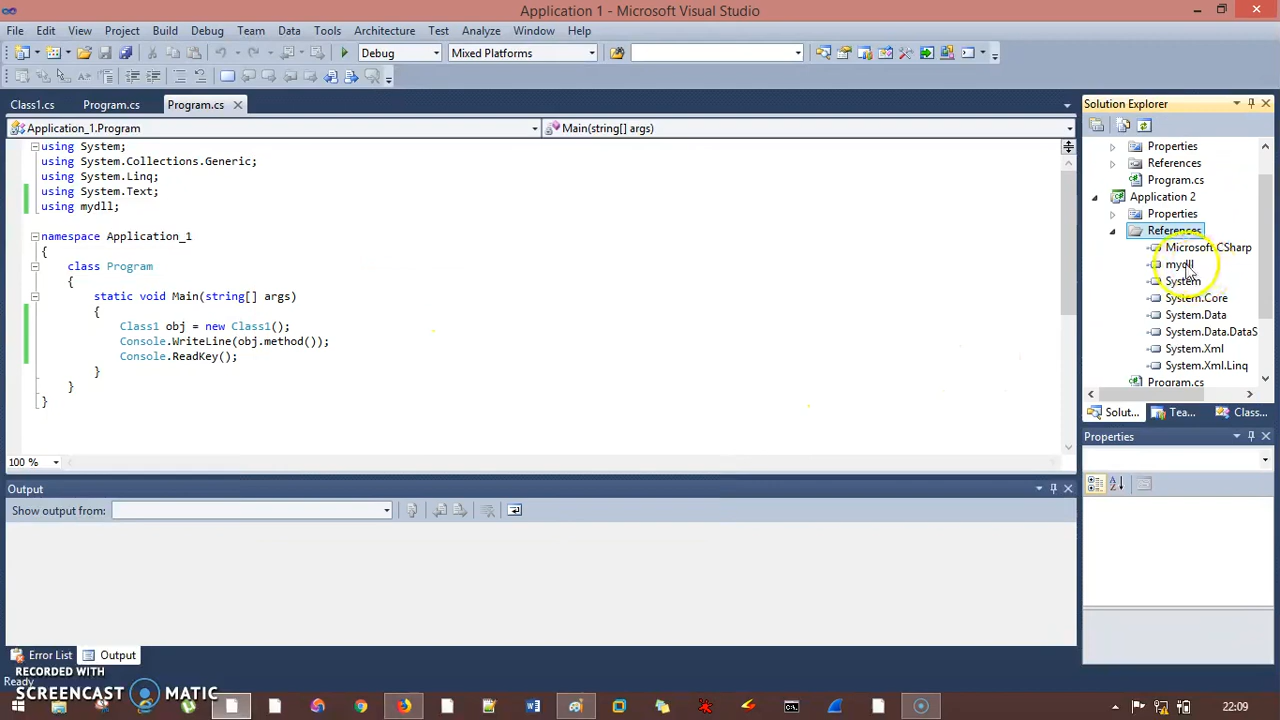 Application 1 - Microsoft Visual Studio
File Edit View Project Build Debug Team Data Tools Architecture Test Analyze Window Help
Debug Mixed Platforms
Class1.cs Program.cs Program.cs
Application_1.Program Main(string[] args)
using System;
using System.Collections.Generic;
using System.Linq;
using System.Text;
using mydll;
namespace Application_1
{
class Program
{
static void Main(string[] args)
{
Class1 obj = new Class1();
Console.WriteLine(obj.method());
Console.ReadKey();
}
}
}
100 %
Solution Explorer
Properties
References
Program.cs
Application 2
Properties
References
Microsoft.CSharp
mydll
System
System.Core
System.Data
System.Data.DataS
System.Xml
System.Xml.Linq
Program.cs
Solut... Tea... Class...
Properties
Output
Show output from:
Error List Output
Ready
RECORDED WITH
SCREENCAST MATIC
22:09